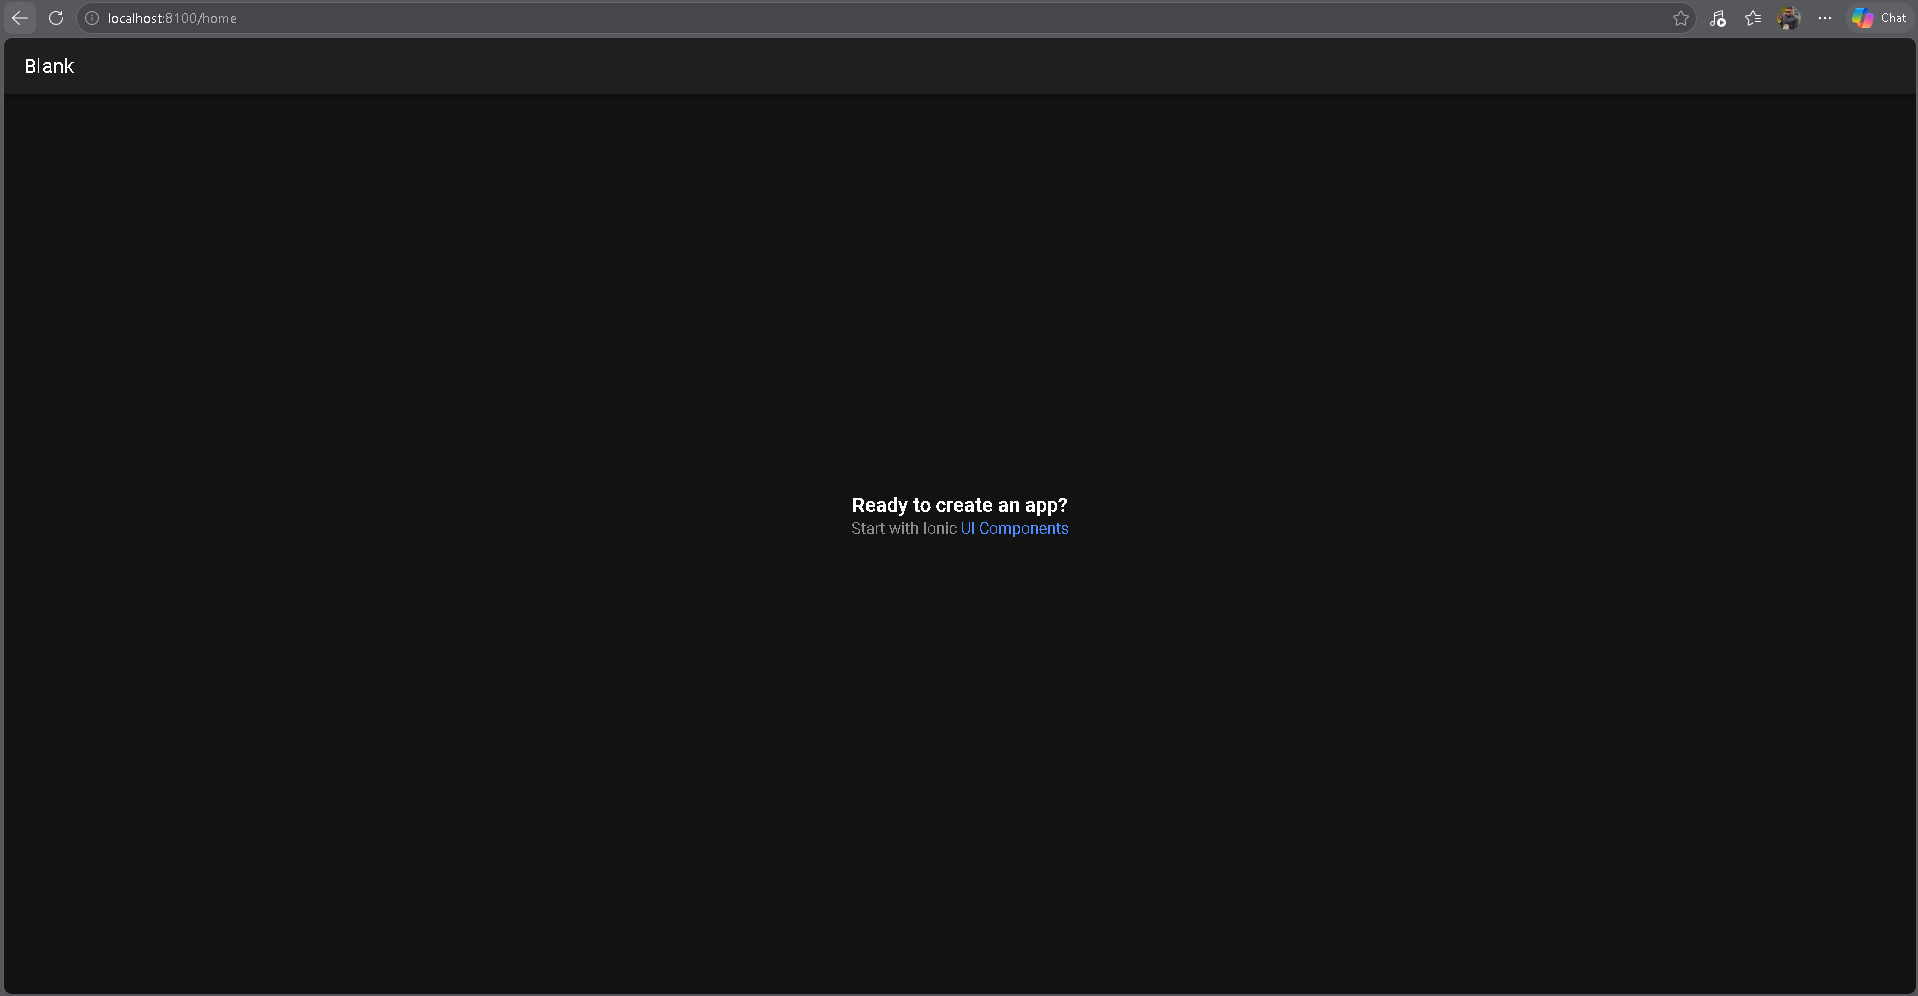 localhost:8100/home
Chat
Blank
Ready to create an app?
Start with Ionic UI Components